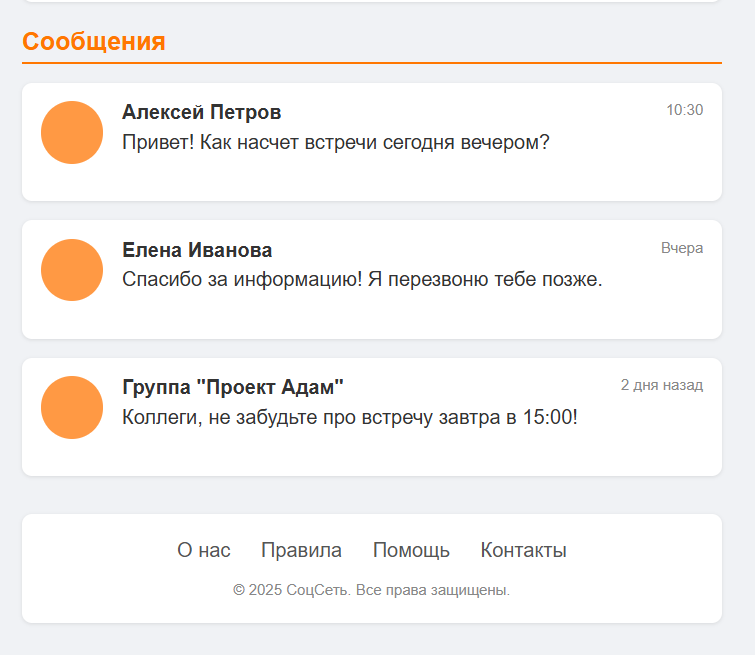 Сообщения
Алексей Петров
10:30
Привет! Как насчет встречи сегодня вечером?
Елена Иванова
Вчера
Спасибо за информацию! Я перезвоню тебе позже.
Группа "Проект Адам"
2 дня назад
Коллеги, не забудьте про встречу завтра в 15:00!
О нас Правила Помощь Контакты
© 2025 СоцСеть. Все права защищены.